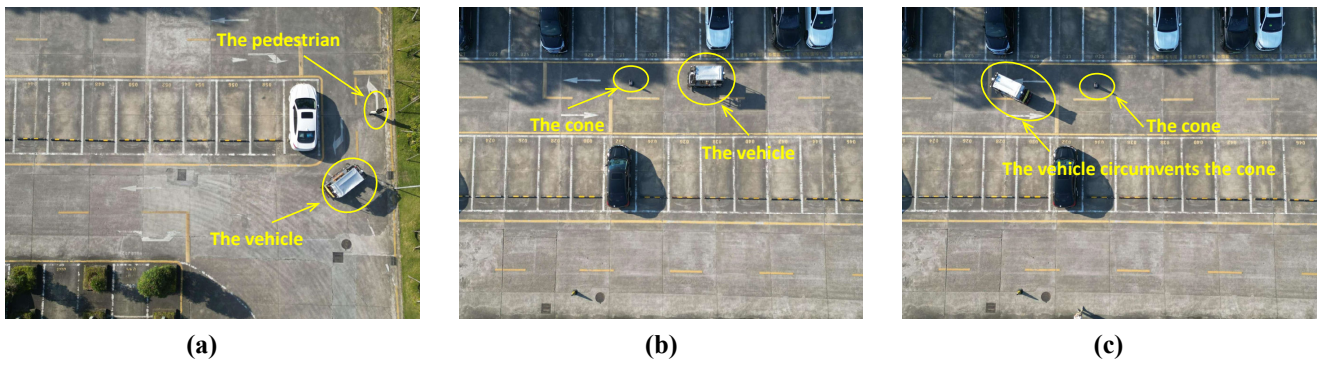 The pedestrian
The vehicle
(a)
The cone
The vehicle
(b)
The cone
The vehicle circumvents the cone
(c)